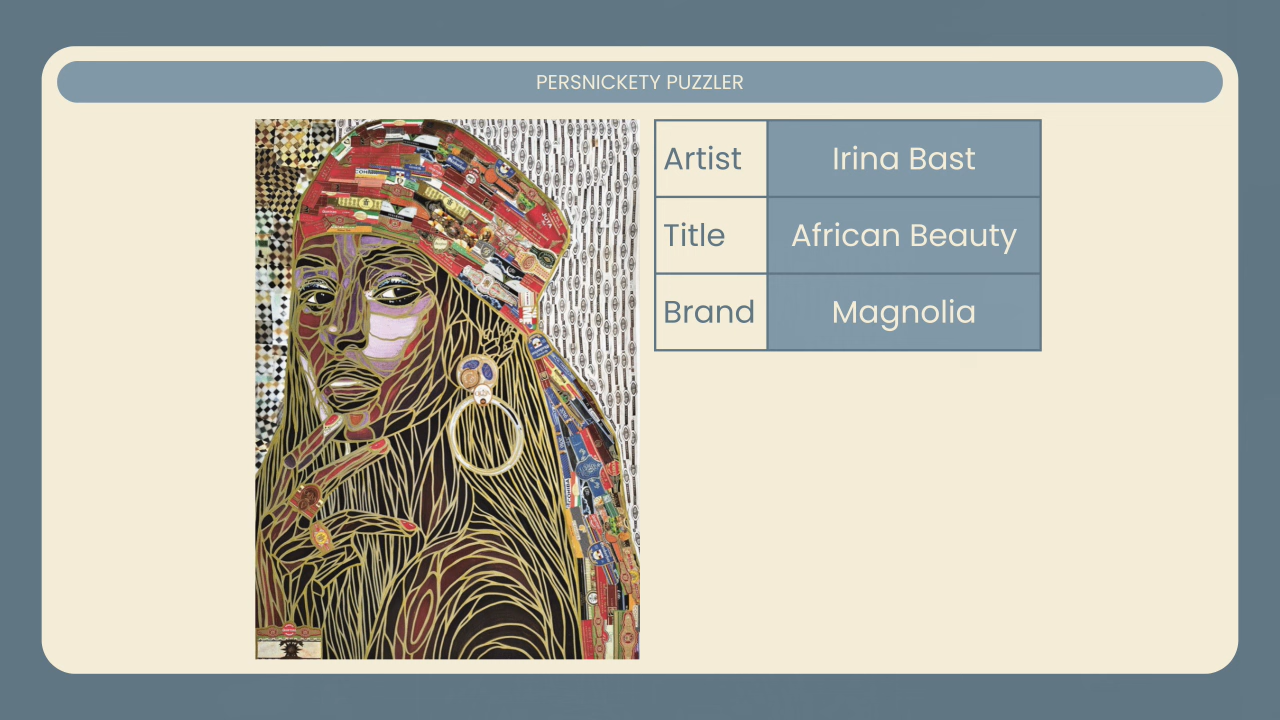 PERSNICKETY PUZZLER
Artist
Irina Bast
Title
African Beauty
Brand
Magnolia